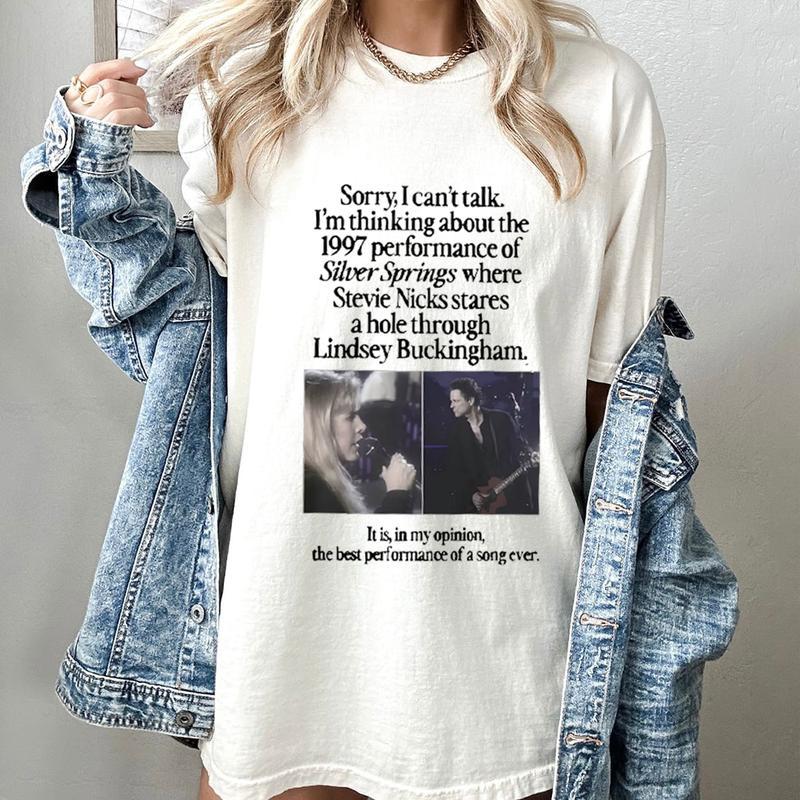 Sorry, I can't talk.
I'm thinking about the
1997 performance of
Silver Springs where
Stevie Nicks stares
a hole through
Lindsey Buckingham.
It is, in my opinion,
the best performance of a song ever.